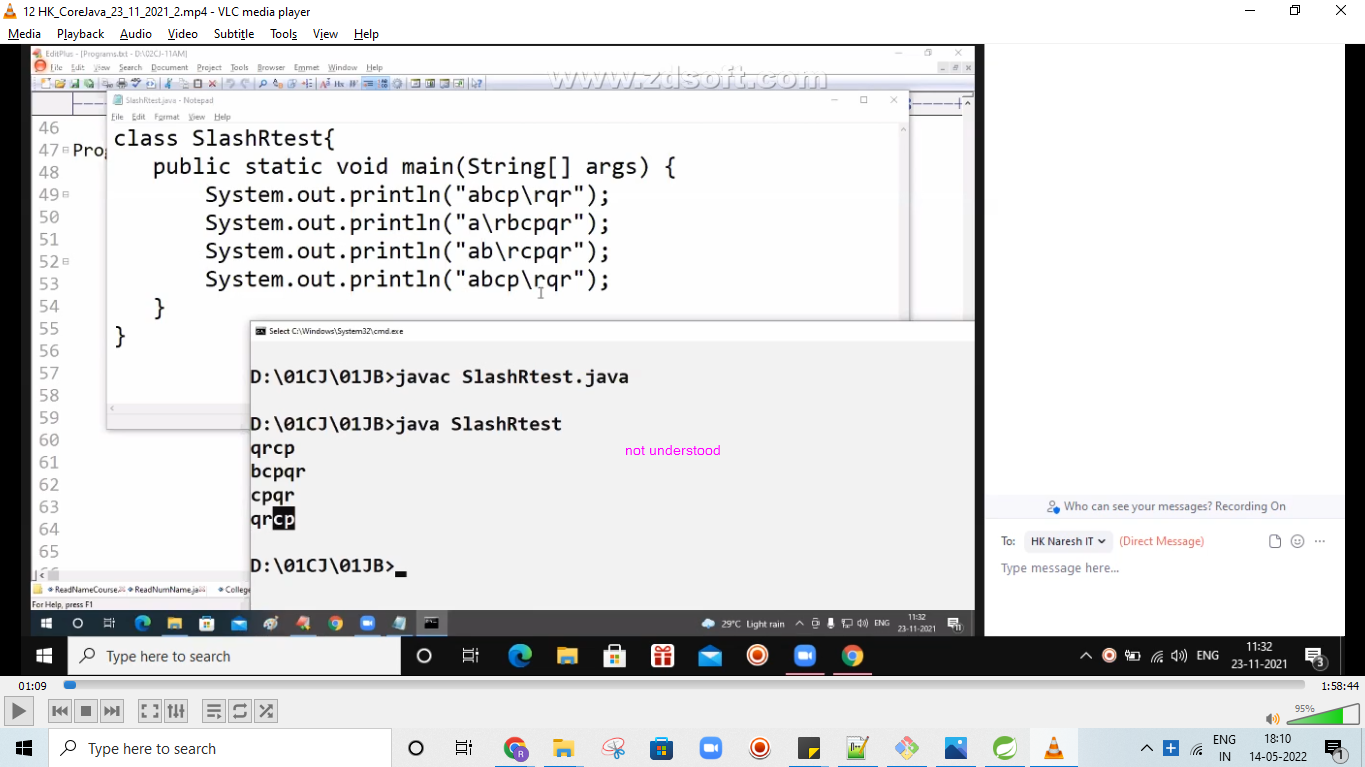 12 HK_CoreJava_23_11_2021_2.mp4 - VLC media player
Media Playback Audio Video Subtitle Tools View Help
EditPlus - [Programs.txt - D:\02CJ-11AM]
File Edit View Search Document Project Tools Browser Emmet Window Help
www.zdsoft.com
SlashRtest.java - Notepad
File Edit Format View Help
46
47 Prog
48
49
50
51
52
53
54
55
56
57
58
59
60
61
62
63
64
65
class SlashRtest{
public static void main(String[] args) {
System.out.println("abcp\rqr");
System.out.println("a\rbcpqr");
System.out.println("ab\rcpqr");
System.out.println("abcp\rqr");
}
}
Select C:\Windows\System32\cmd.exe
D:\01CJ\01JB>javac SlashRtest.java
D:\01CJ\01JB>java SlashRtest
qrcp
bcpqr
cpqr
qrcp
D:\01CJ\01JB>
not understood
ReadNameCourse. ReadNumName.ja Colleg
For Help, press F1
29°C Light rain ENG 11:32
23-11-2021
Who can see your messages? Recording On
To: HK Naresh IT (Direct Message)
Type message here...
Type here to search
ENG 11:32
23-11-2021
3
01:09
1:58:44
95%
Type here to search
ENG
IN
18:10
14-05-2022
1